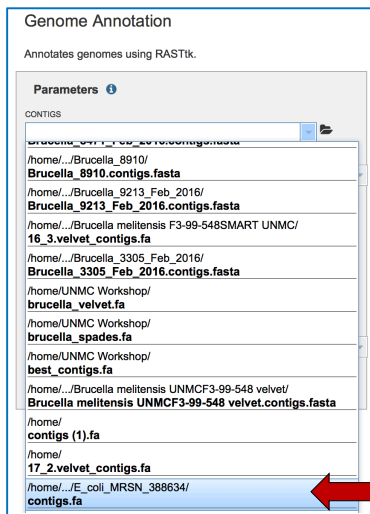 Genome Annotation
Annotates genomes using RASTtk.
Parameters
CONTIGS
/home/.../Brucella_8910/
Brucella_8910.contigs.fasta
/home/.../Brucella_9213_Feb_2016/
Brucella_9213_Feb_2016.contigs.fasta
/home/.../Brucella melitensis F3-99-548SMART UNMC/
16_3.velvet_contigs.fa
/home/.../Brucella_3305_Feb_2016/
Brucella_3305_Feb_2016.contigs.fasta
/home/UNMC Workshop/
brucella_velvet.fa
/home/UNMC Workshop/
brucella_spades.fa
/home/UNMC Workshop/
best_contigs.fa
/home/.../Brucella melitensis UNMCF3-99-548 velvet/
Brucella melitensis UNMCF3-99-548 velvet.contigs.fasta
/home/
contigs (1).fa
/home/
17_2.velvet_contigs.fa
/home/.../E_coli_MRSN_388634/
contigs.fa